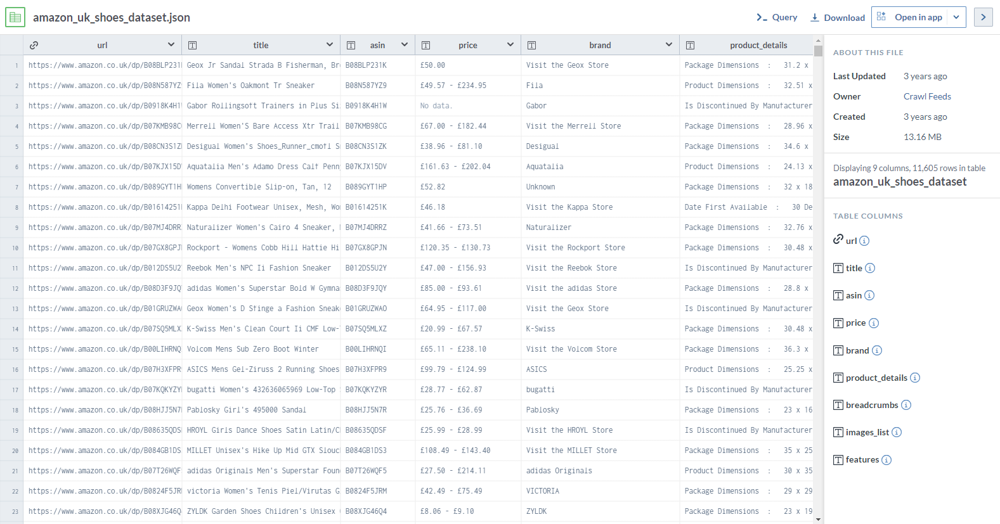 amazon_uk_shoes_dataset.json
Query Download Open in app
url title asin price brand product_details
1 https://www.amazon.co.uk/dp/B08BLP231 Geox Jr Sandal Strada B Fisherman, Br B08BLP231K £50.00 Visit the Geox Store Package Dimensions : 31.2 x
2 https://www.amazon.co.uk/dp/B08N587YZ Fila Women's Oakmont Tr Sneaker B08N587YZ9 £49.57 - £234.95 Fila Product Dimensions : 32.51 x
3 https://www.amazon.co.uk/dp/B0918K4H1 Gabor Rollingsoft Trainers in Plus Si B0918K4H1W No data. Gabor Is Discontinued By Manufacturer
4 https://www.amazon.co.uk/dp/B07KMB98C Merrell Women'S Bare Access Xtr Trail B07KMB98CG £67.00 - £182.44 Visit the Merrell Store Package Dimensions : 28.96 x
5 https://www.amazon.co.uk/dp/B08CN3S1Z Desigual Women's Shoes_Runner_cmofl S B08CN3S1ZK £38.96 - £81.10 Desigual Package Dimensions : 34.6 x
6 https://www.amazon.co.uk/dp/B07KJX15D Aquatalia Men's Adamo Dress Calf Penn B07KJX15DV £161.63 - £202.04 Aquatalia Product Dimensions : 24.13 x
7 https://www.amazon.co.uk/dp/B089GYT1H Womens Convertible Slip-on, Tan, 12 B089GYT1HP £52.82 Unknown Package Dimensions : 32 x 18
8 https://www.amazon.co.uk/dp/B01614251 Kappa Delhi Footwear Unisex, Mesh, Wo B01614251K £46.18 Visit the Kappa Store Date First Available : 30 De
9 https://www.amazon.co.uk/dp/B07MJ4DRR Naturalizer Women's Cairo 4 Sneaker, B07MJ4DRRZ £41.66 - £73.51 Naturalizer Package Dimensions : 32.76 x
10 https://www.amazon.co.uk/dp/B07GX8GPJ Rockport - Womens Cobb Hill Hattie Hi B07GX8GPJN £120.35 - £130.73 Visit the Rockport Store Package Dimensions : 30.48 x
11 https://www.amazon.co.uk/dp/B012DS5U2 Reebok Men's NPC Ii Fashion Sneaker B012DS5U2Y £47.00 - £156.93 Visit the Reebok Store Is Discontinued By Manufacturer
12 https://www.amazon.co.uk/dp/B08D3F9JQ adidas Women's Superstar Bold W Gymna B08D3F9JQY £85.00 - £93.61 Visit the adidas Store Package Dimensions : 28.8 x
13 https://www.amazon.co.uk/dp/B01GRUZWA Geox Women's D Sfinge a Fashion Sneak B01GRUZWAO £64.95 - £117.00 Visit the Geox Store Is Discontinued By Manufacturer
14 https://www.amazon.co.uk/dp/B07SQ5MLX K-Swiss Men's Clean Court Ii CMF Low- B07SQ5MLXZ £20.99 - £67.57 K-Swiss Package Dimensions : 30.48 x
15 https://www.amazon.co.uk/dp/B00LIHRNQ Volcom Mens Sub Zero Boot Winter B00LIHRNQI £65.11 - £238.10 Visit the Volcom Store Package Dimensions : 36.3 x
16 https://www.amazon.co.uk/dp/B07H3XFPR ASICS Mens Gel-Ziruss 2 Running Shoes B07H3XFPR9 £99.79 - £124.99 ASICS Product Dimensions : 25.25 x
17 https://www.amazon.co.uk/dp/B07KQKYZY bugatti Women's 432636065969 Low-Top B07KQKYZYR £28.77 - £62.87 bugatti Is Discontinued By Manufacturer
18 https://www.amazon.co.uk/dp/B08HJJ5N7 Pablosky Girl's 495000 Sandal B08HJJ5N7R £25.76 - £36.69 Pablosky Package Dimensions : 23 x 16
19 https://www.amazon.co.uk/dp/B08635QDS HROYL Girls Dance Shoes Satin Latin/C B08635QDSF £25.99 - £28.99 Visit the HROYL Store Is Discontinued By Manufacturer
20 https://www.amazon.co.uk/dp/B084GB1DS MILLET Unisex's Hike Up Mid GTX Slouc B084GB1DS3 £108.49 - £143.40 Visit the MILLET Store Package Dimensions : 35 x 25
21 https://www.amazon.co.uk/dp/B07T26WQF adidas Originals Men's Superstar Foun B07T26WQF5 £27.50 - £214.11 adidas Originals Product Dimensions : 30 x 35
22 https://www.amazon.co.uk/dp/B0824F5JR victoria Women's Tenis Piel/Virutas G B0824F5JRM £42.49 - £75.49 VICTORIA Package Dimensions : 29 x 29
23 https://www.amazon.co.uk/dp/B08XJG46Q ZYLDK Garden Shoes Children's Unisex B08XJG46Q4 £8.06 - £9.10 ZYLDK Package Dimensions : 23 x 19
ABOUT THIS FILE
Last Updated 3 years ago
Owner Crawl Feeds
Created 3 years ago
Size 13.16 MB
Displaying 9 columns, 11,605 rows in table
amazon_uk_shoes_dataset
TABLE COLUMNS
url
title
asin
price
brand
product_details
breadcrumbs
images_list
features